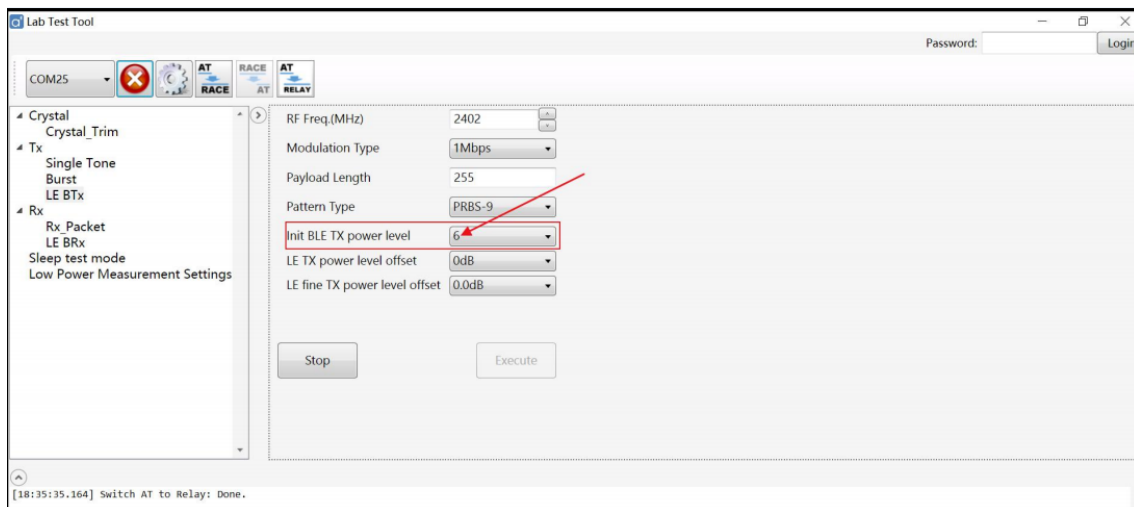 Lab Test Tool
Password:
Login
COM25
AT
RACE
RACE
AT
AT
RELAY
Crystal
Crystal_Trim
Tx
Single Tone
Burst
LE BTx
Rx
Rx_Packet
LE BRx
Sleep test mode
Low Power Measurement Settings
RF Freq.(MHz) 2402
Modulation Type 1Mbps
Payload Length 255
Pattern Type PRBS-9
Init BLE TX power level 6
LE TX power level offset 0dB
LE fine TX power level offset 0.0dB
Stop Execute
[18:35:35.164] Switch AT to Relay: Done.